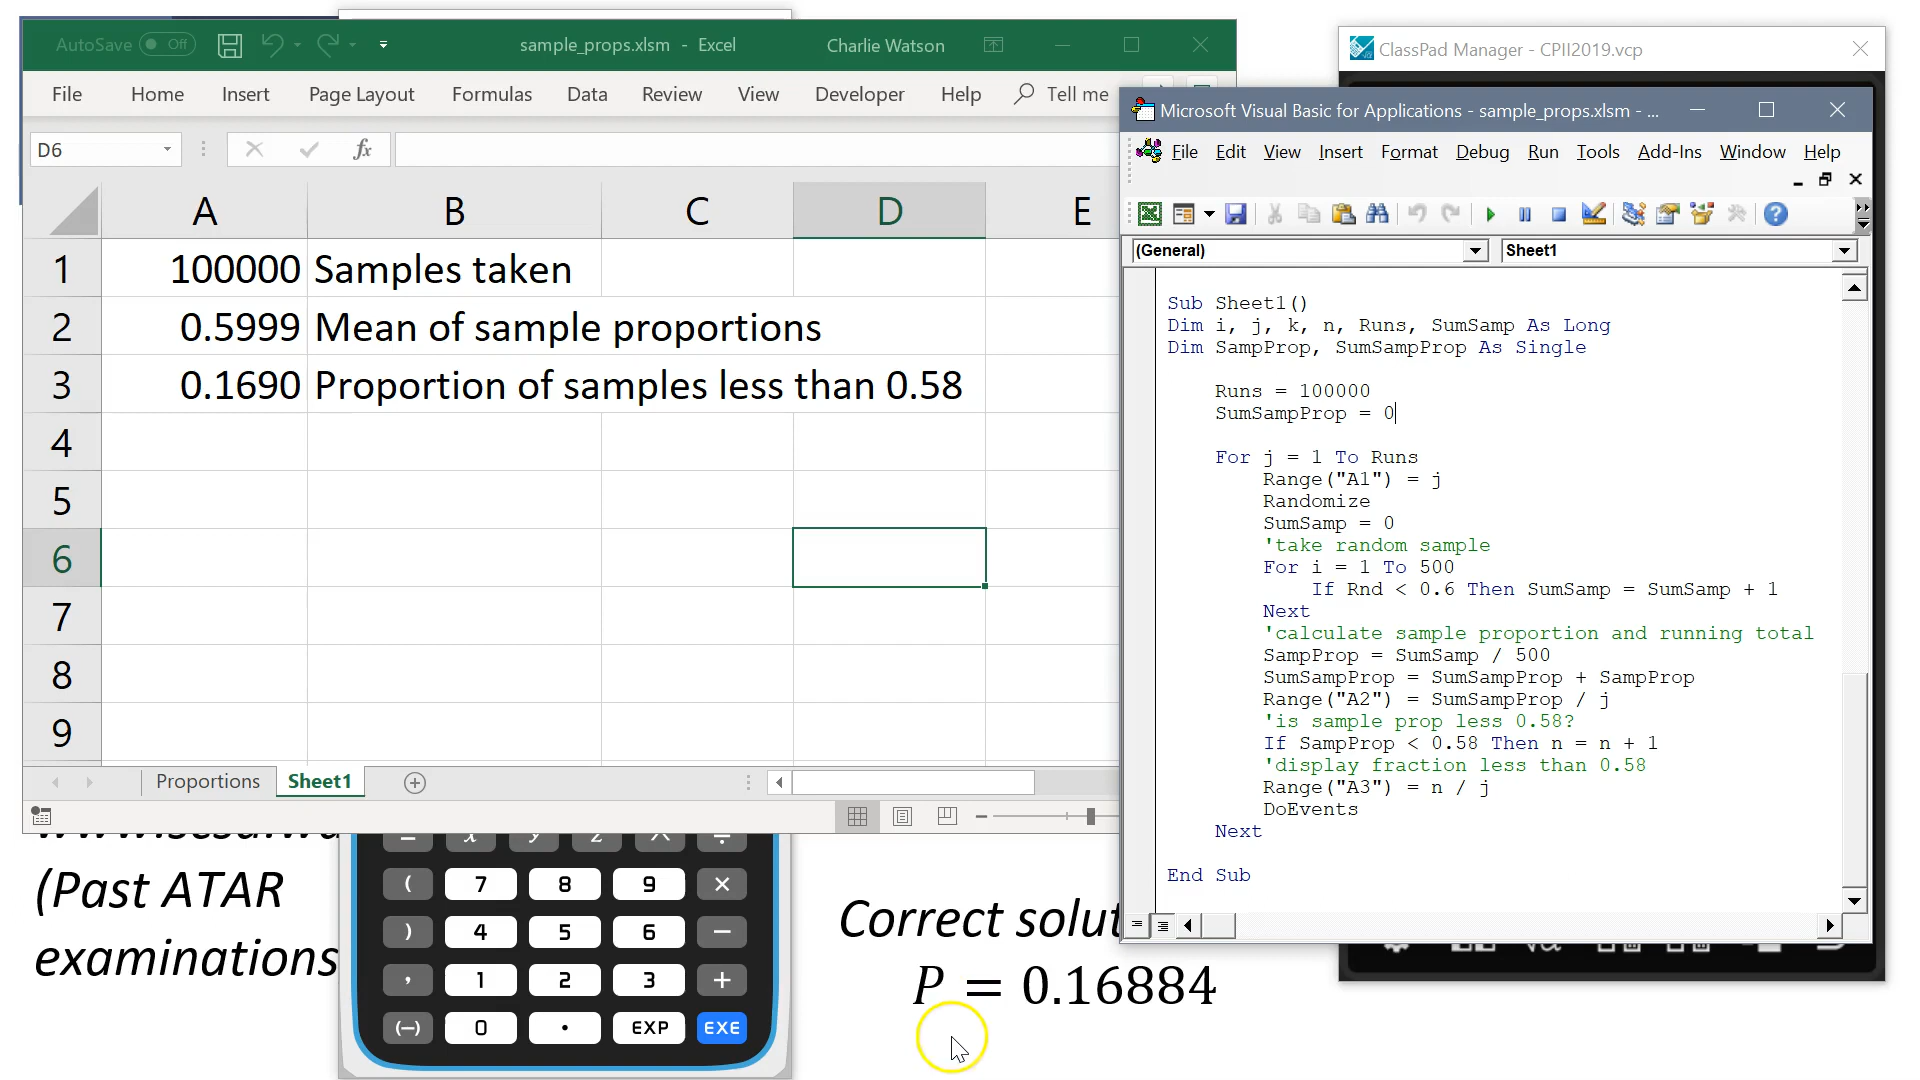 AutoSave Off
sample_props.xlsm - Excel
Charlie Watson
File Home Insert Page Layout Formulas Data Review View Developer Help Tell me
D6
fx
A B C D E
1 100000 Samples taken
2 0.5999 Mean of sample proportions
3 0.1690 Proportion of samples less than 0.58
4
5
6
7
8
9
Proportions Sheet1
(Past ATAR
examinations
( 7 8 9 ×
) 4 5 6 −
, 1 2 3 +
(−) 0 • EXP EXE
Correct
P = 0.16884
ClassPad Manager - CPII2019.vcp
Microsoft Visual Basic for Applications - sample_props.xlsm - ...
File Edit View Insert Format Debug Run Tools Add-Ins Window Help
(General) Sheet1
Sub Sheet1()
Dim i, j, k, n, Runs, SumSamp As Long
Dim SampProp, SumSampProp As Single
Runs = 100000
SumSampProp = 0
For j = 1 To Runs
Range("A1") = j
Randomize
SumSamp = 0
'take random sample
For i = 1 To 500
If Rnd < 0.6 Then SumSamp = SumSamp + 1
Next
'calculate sample proportion and running total
SampProp = SumSamp / 500
SumSampProp = SumSampProp + SampProp
Range("A2") = SumSampProp / j
'is sample prop less 0.58?
If SampProp < 0.58 Then n = n + 1
'display fraction less than 0.58
Range("A3") = n / j
DoEvents
Next
End Sub